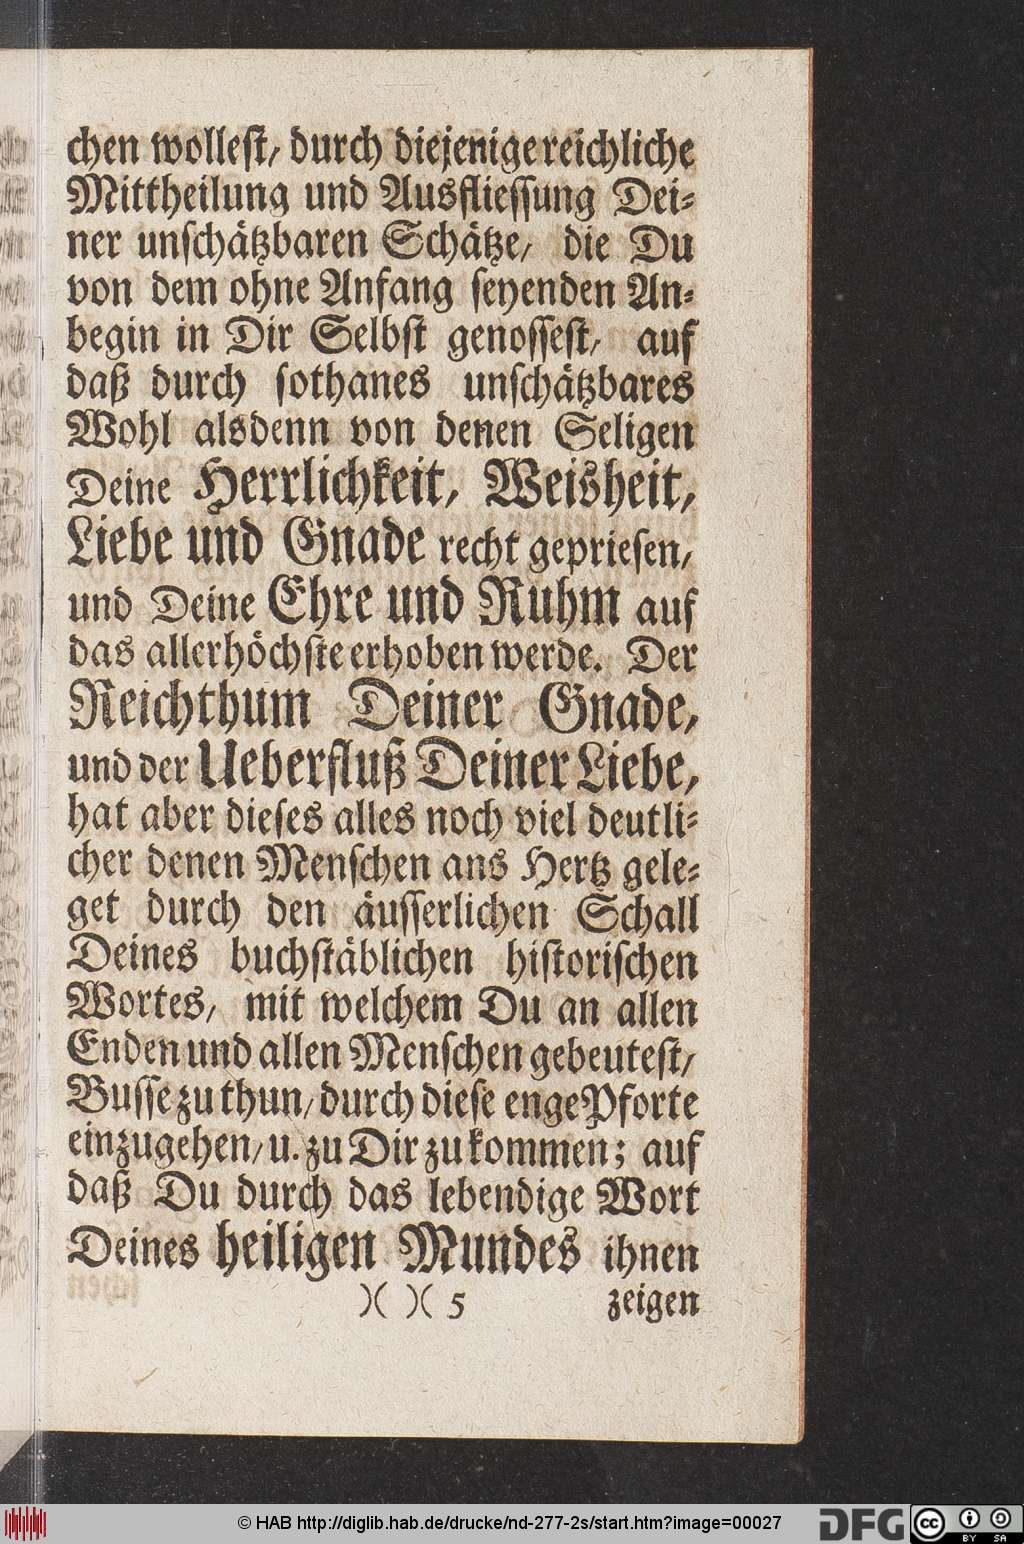 chen wollest, durch diejenige reichliche
Mittheilung und Ausfliessung Dei-
ner unschätzbaren Schätze, die Du
von dem ohne Anfang seyenden An-
begin in Dir Selbst genossest, auf
daß durch sothanes unschätzbares
Wohl alsdenn von denen Seligen
Deine Herrlichkeit, Weisheit,
Liebe und Gnade recht gepriesen,
und Deine Ehre und Ruhm auf
das allerhöchste erhoben werde. Der
Reichthum Deiner Gnade,
und der Ueberfluß Deiner Liebe,
hat aber dieses alles noch viel deutli-
cher denen Menschen ans Hertz gele-
get durch den äusserlichen Schall
Deines buchstäblichen historischen
Wortes, mit welchem Du an allen
Enden und allen Menschen gebeutest,
Busse zu thun, durch diese enge Pforte
einzugehen, u. zu Dir zu kommen; auf
daß Du durch das lebendige Wort
Deines heiligen Mundes ihnen
)( )( 5 zeigen
© HAB http://diglib.hab.de/drucke/nd-277-2s/start.htm?image=00027 DFG cc BY SA